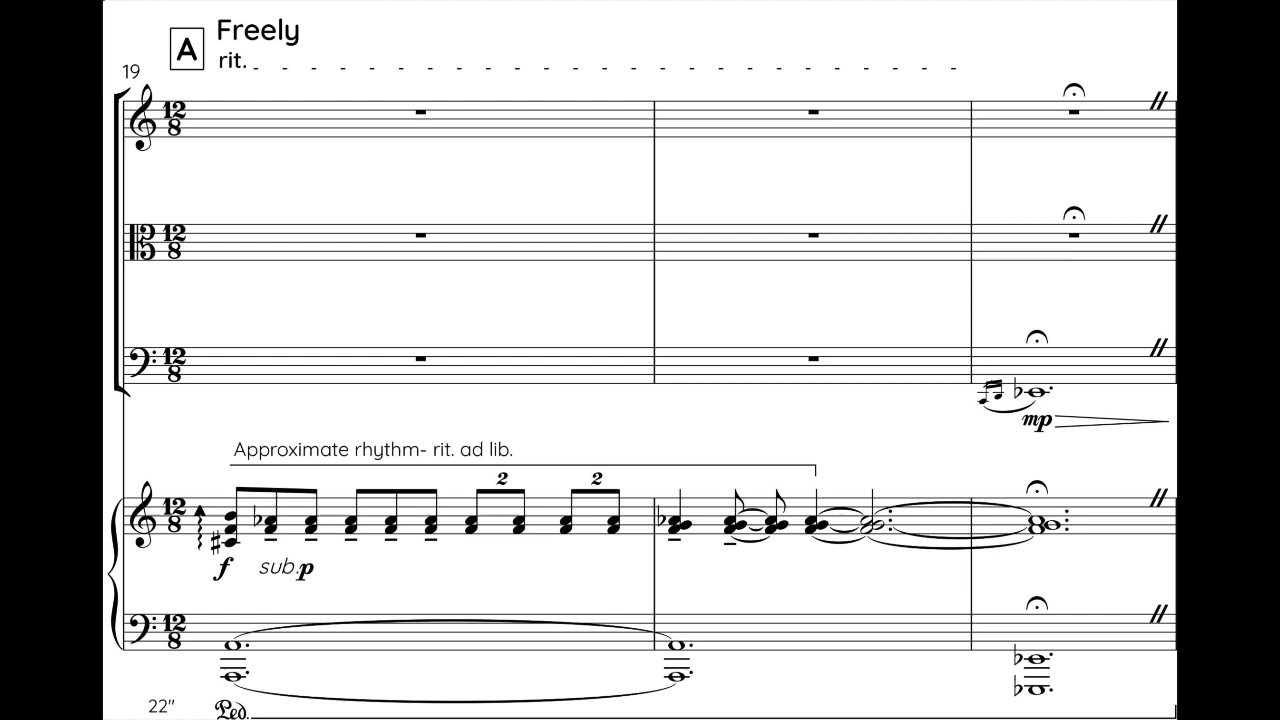 A Freely
rit.
19
12
8
12
8
12
8
mp
Approximate rhythm- rit. ad lib.
2 2
12
8
f sub. p
12
8
22"
Ped.